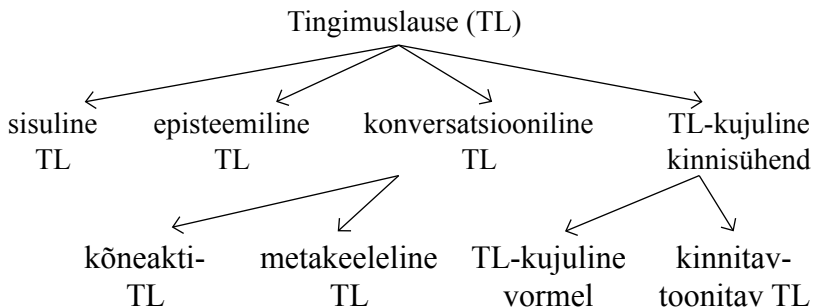 Tingimuslause (TL)
sisuline episteemiline konversatsiooniline TL-kujuline
TL TL TL kinnisühend
kõneakti- metakeeleline TL-kujuline kinnitav-
TL TL vormel toonitav TL